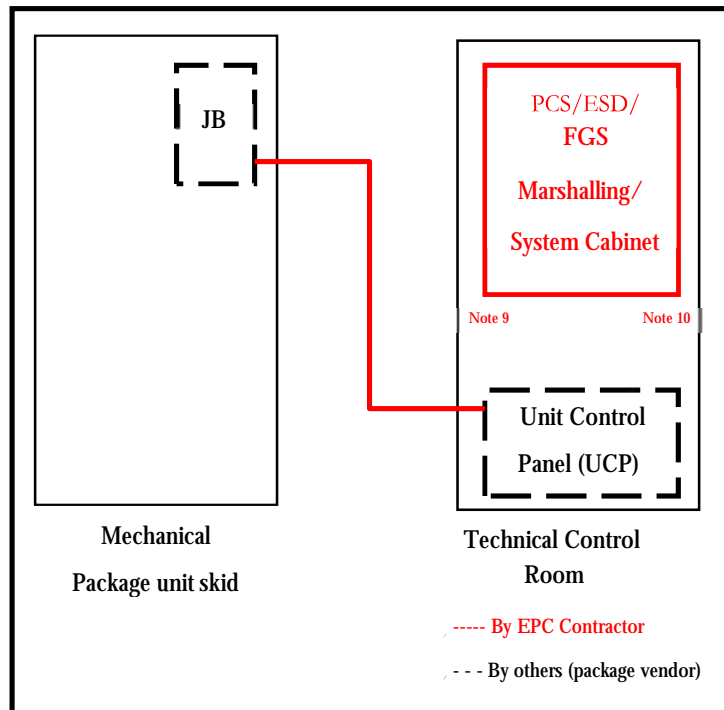 JB
PCS/ESD/
FGS
Marshalling/
System Cabinet
Note 9
Note 10
Unit Control
Panel (UCP)
Mechanical
Package unit skid
Technical Control
Room
----- By EPC Contractor
- - - By others (package vendor)